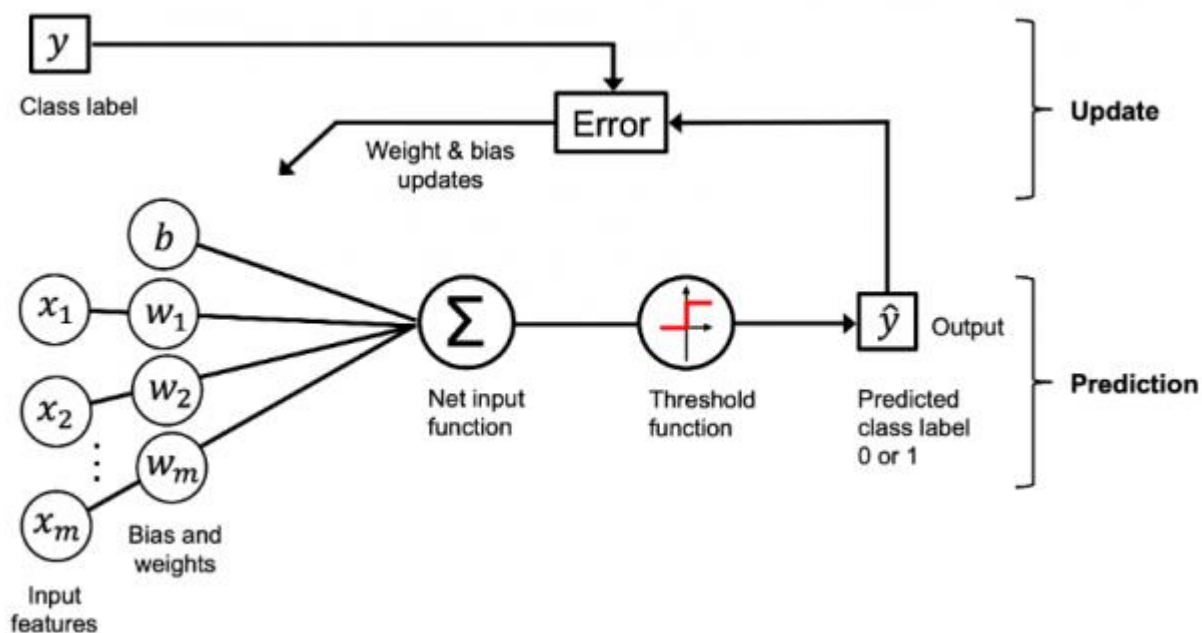 y
Class label
Error
Update
Weight & bias
updates
b
x₁
w₁
x₂
w₂
⋮
wₘ
xₘ
Σ
Net input
function
Threshold
function
ŷ
Output
Predicted
class label
0 or 1
Prediction
Bias and
weights
Input
features